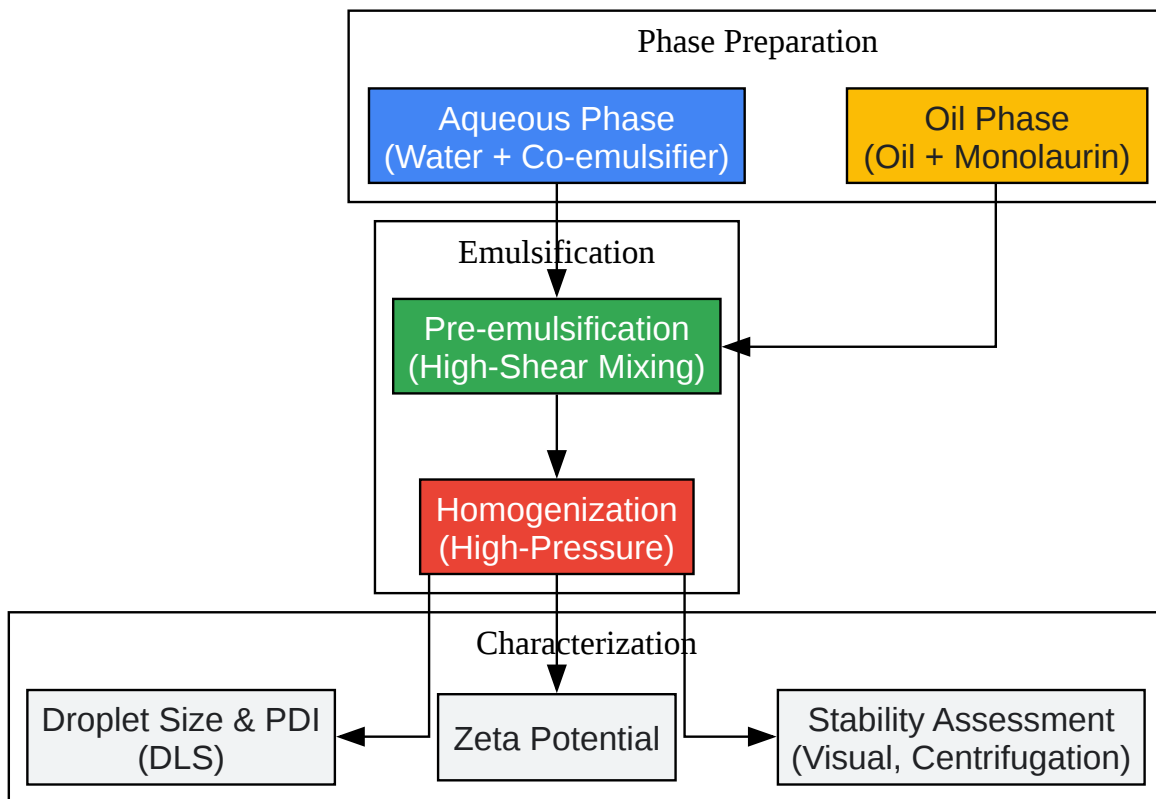 Phase Preparation
Aqueous Phase
(Water + Co-emulsifier)
Oil Phase
(Oil + Monolaurin)
Emulsification
Pre-emulsification
(High-Shear Mixing)
Homogenization
(High-Pressure)
Characterization
Droplet Size & PDI
(DLS)
Zeta Potential
Stability Assessment
(Visual, Centrifugation)